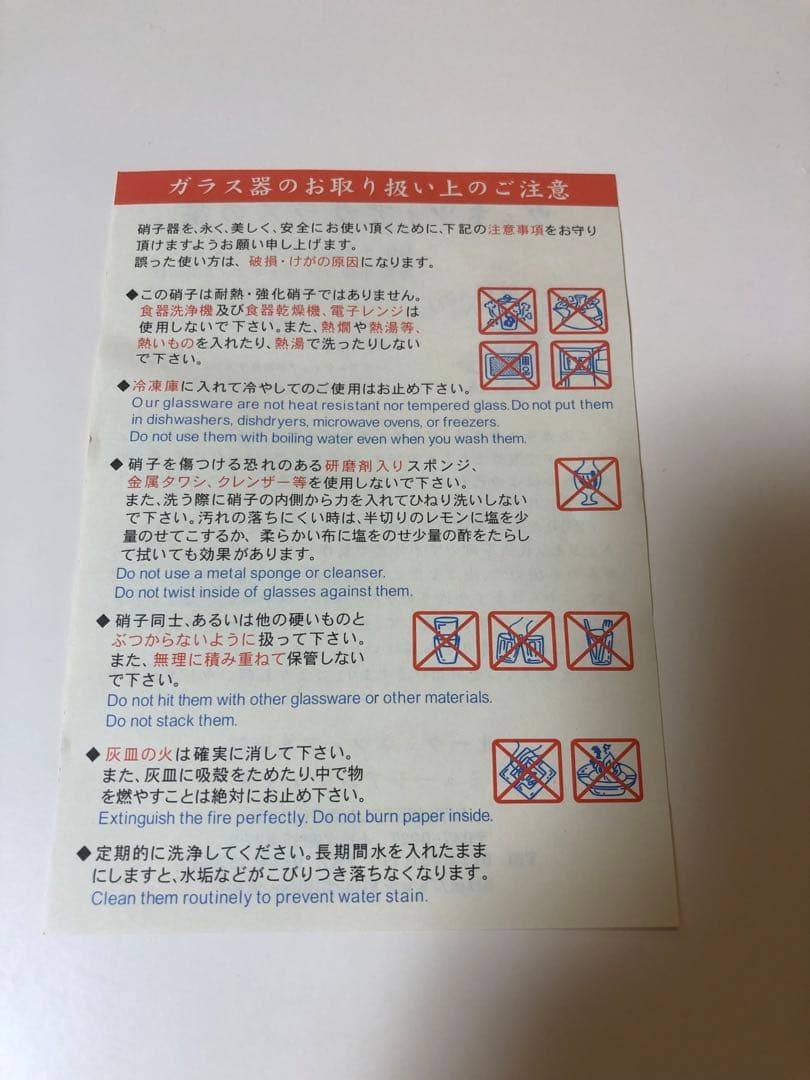 ガラス器のお取り扱い上のご注意
硝子器を、永く、美しく、安全にお使い頂くために、下記の注意事項をお守り
頂けますようお願い申し上げます。
誤った使い方は、破損・けがの原因になります。
◆この硝子は耐熱・強化硝子ではありません。
食器洗浄機及び食器乾燥機、電子レンジは
使用しないで下さい。また、熱燗や熱湯等、
熱いものを入れたり、熱湯で洗ったりしない
で下さい。
◆冷凍庫に入れて冷やしてのご使用はお止め下さい。
Our glassware are not heat resistant nor tempered glass. Do not put them
in dishwashers, dishdryers, microwave ovens, or freezers.
Do not use them with boiling water even when you wash them.
◆硝子を傷つける恐れのある研磨剤入りスポンジ、
金属タワシ、クレンザー等を使用しないで下さい。
また、洗う際に硝子の内側から力を入れてひねり洗いしない
で下さい。汚れの落ちにくい時は、半切りのレモンに塩を少
量のせてこするか、柔らかい布に塩をのせ少量の酢をたらし
て拭いても効果があります。
Do not use a metal sponge or cleanser.
Do not twist inside of glasses against them.
◆硝子同士、あるいは他の硬いものと
ぶつからないように扱って下さい。
また、無理に積み重ねて保管しない
で下さい。
Do not hit them with other glassware or other materials.
Do not stack them.
◆灰皿の火は確実に消して下さい。
また、灰皿に吸殻をためたり、中で物
を燃やすことは絶対にお止め下さい。
Extinguish the fire perfectly. Do not burn paper inside.
◆定期的に洗浄してください。長期間水を入れたまま
にしますと、水垢などがこびりつき落ちなくなります。
Clean them routinely to prevent water stain.